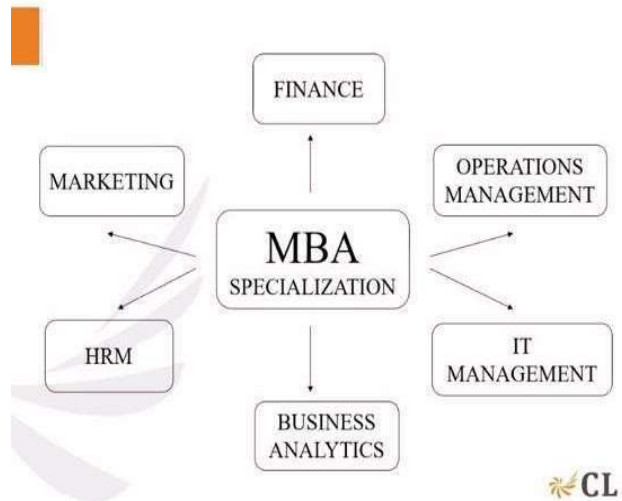 FINANCE
MARKETING
OPERATIONS
MANAGEMENT
MBA
SPECIALIZATION
HRM
IT
MANAGEMENT
BUSINESS
ANALYTICS
CL